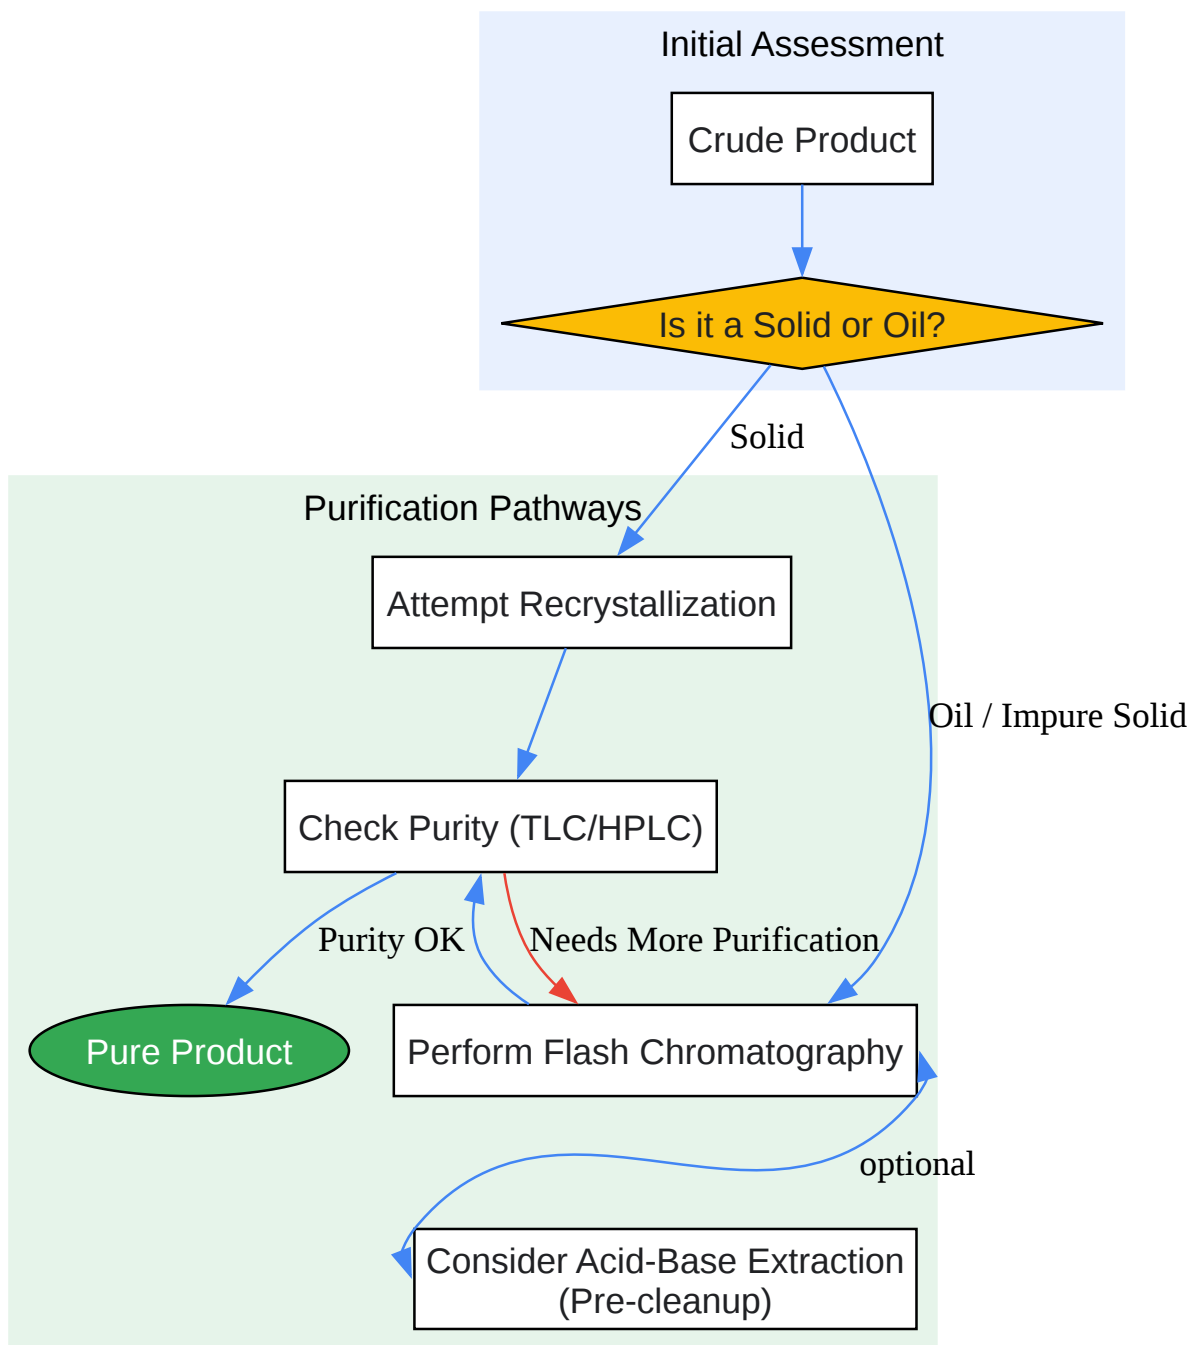 Initial Assessment
Crude Product
Is it a Solid or Oil?
Solid
Purification Pathways
Attempt Recrystallization
Oil / Impure Solid
Check Purity (TLC/HPLC)
Purity OK
Needs More Purification
Pure Product
Perform Flash Chromatography
optional
Consider Acid-Base Extraction
(Pre-cleanup)